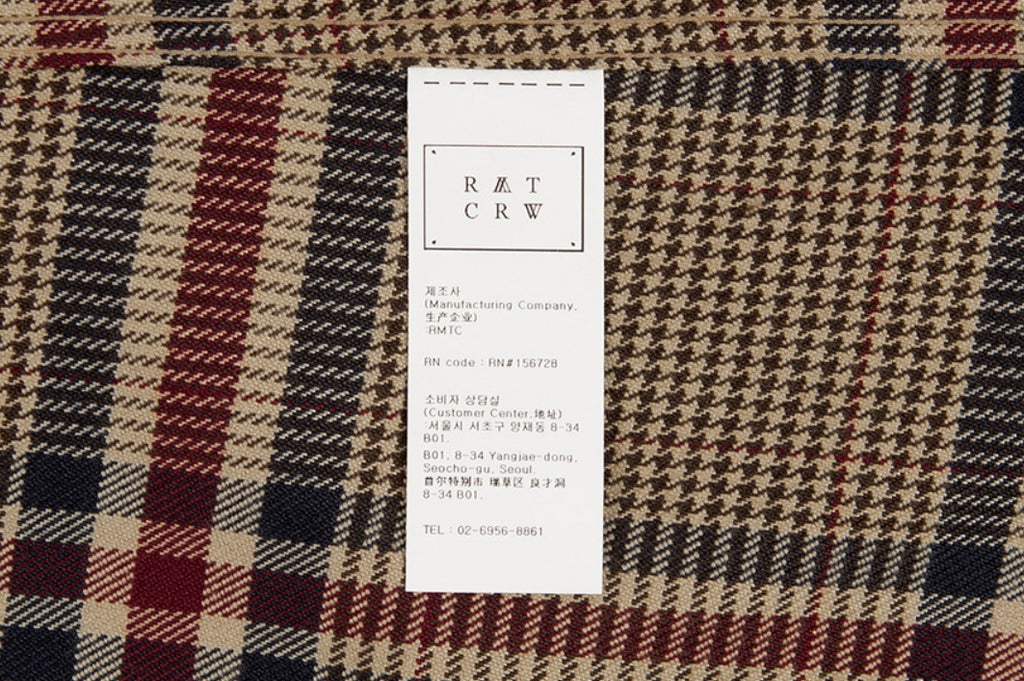 RMT
CRW
제조사
(Manufacturing Company,
生产企业)
:RMTC
RN code : RN#156728
소비자 상담실
(Customer Center,地址)
:서울시 서초구 양재동 8-34
B01.
B01, 8-34 Yangjae-dong,
Seocho-gu, Seoul.
首尔特别市 瑞草区 良才洞
8-34 B01.
TEL : 02-6956-8861